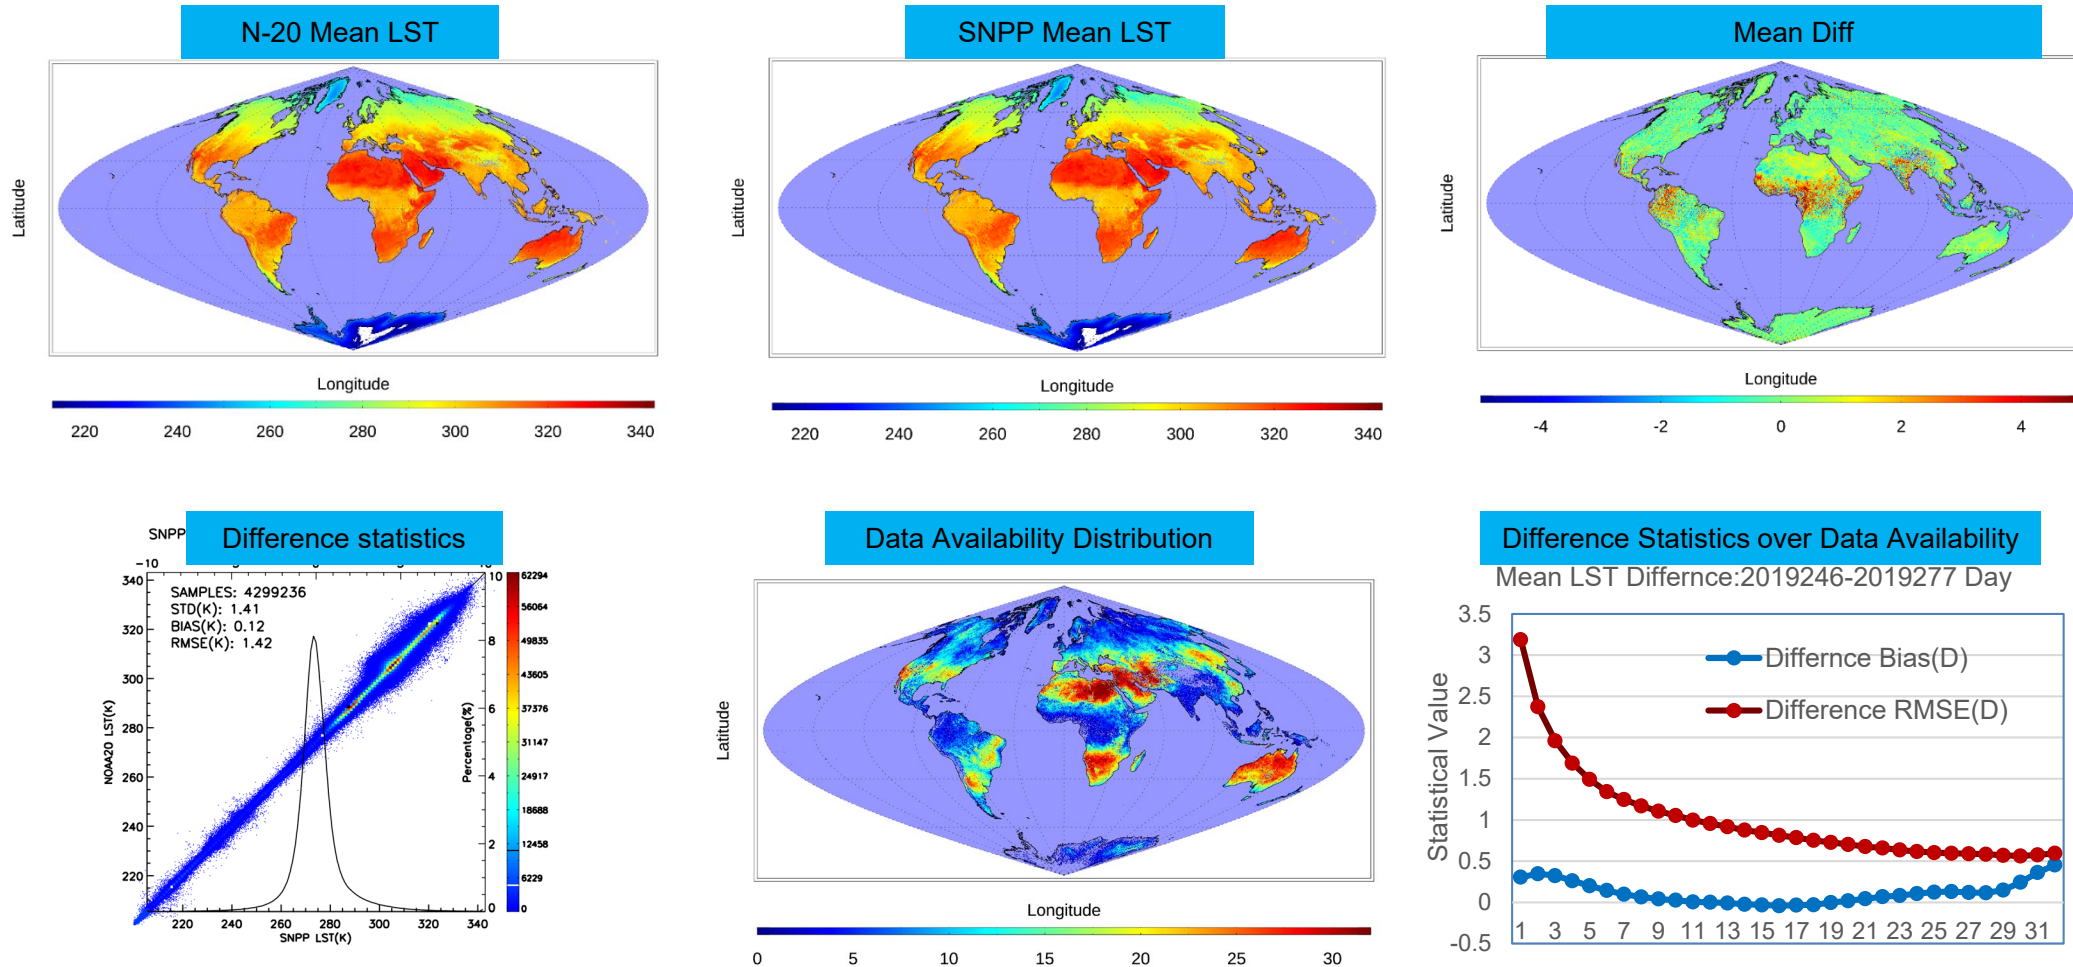 N-20 Mean LST
Latitude
Longitude
220 240 260 280 300 320 340
SNPP Mean LST
Latitude
Longitude
220 240 260 280 300 320 340
Mean Diff
Latitude
Longitude
-4 -2 0 2 4
SNPP
Difference statistics
-10
10
SAMPLES: 4299236
STD(K): 1.41
BIAS(K): 0.12
RMSE(K): 1.42
NOAA20 LST(K)
340
320
300
280
260
240
220
220 240 260 280 300 320 340
SNPP LST(K)
Percentage(%)
10
8
6
4
2
0
62294
56064
49835
43605
37376
31147
24917
18688
12458
6229
0
Data Availability Distribution
Latitude
Longitude
0 5 10 15 20 25 30
Difference Statistics over Data Availability
Mean LST Differnce:2019246-2019277 Day
Statistical Value
3.5
3
2.5
2
1.5
1
0.5
0
-0.5
Differnce Bias(D)
Difference RMSE(D)
1 3 5 7 9 11 13 15 17 19 21 23 25 27 29 31